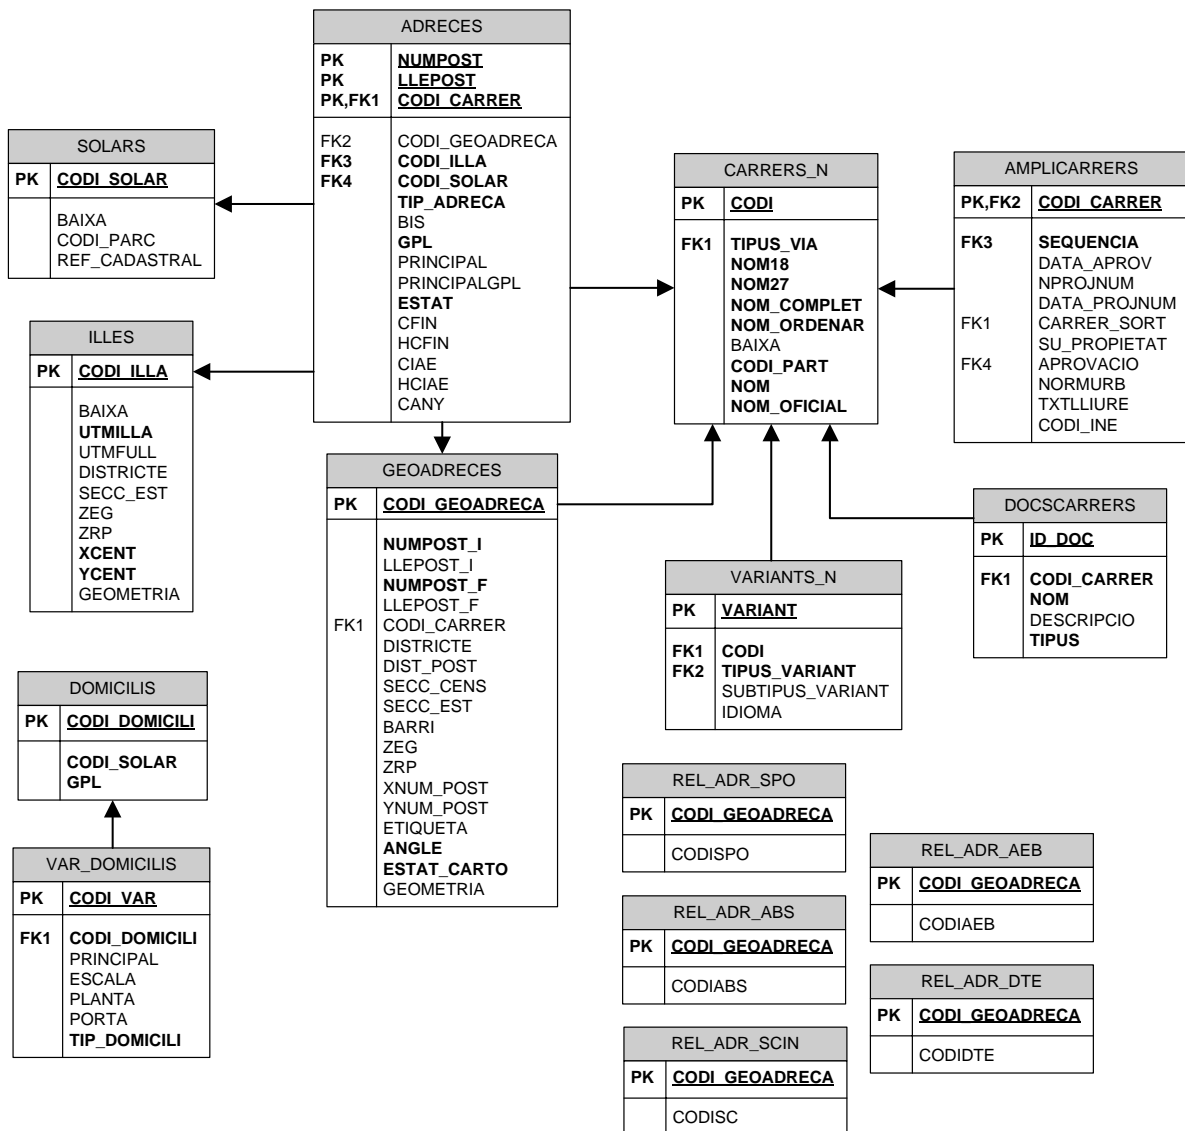 ADRECES
PK NUMPOST
PK LLEPOST
PK,FK1 CODI_CARRER
FK2 CODI_GEOADRECA
FK3 CODI_ILLA
FK4 CODI_SOLAR
TIP_ADRECA
BIS
GPL
PRINCIPAL
PRINCIPALGPL
ESTAT
CFIN
HCFIN
CIAE
HCIAE
CANY
SOLARS
PK CODI_SOLAR
BAIXA
CODI_PARC
REF_CADASTRAL
CARRERS_N
PK CODI
FK1 TIPUS_VIA
NOM18
NOM27
NOM_COMPLET
NOM_ORDENAR
BAIXA
CODI_PART
NOM
NOM_OFICIAL
AMPLICARRERS
PK,FK2 CODI_CARRER
FK3 SEQUENCIA
DATA_APROV
NPROJNUM
DATA_PROJNUM
FK1 CARRER_SORT
SU_PROPIETAT
FK4 APROVACIO
NORMURB
TXTLLIURE
CODI_INE
ILLES
PK CODI_ILLA
BAIXA
UTMILLA
UTMFULL
DISTRICTE
SECC_EST
ZEG
ZRP
XCENT
YCENT
GEOMETRIA
GEOADRECES
PK CODI_GEOADRECA
NUMPOST_I
LLEPOST_I
NUMPOST_F
LLEPOST_F
FK1 CODI_CARRER
DISTRICTE
DIST_POST
SECC_CENS
SECC_EST
BARRI
ZEG
ZRP
XNUM_POST
YNUM_POST
ETIQUETA
ANGLE
ESTAT_CARTO
GEOMETRIA
DOCSCARRERS
PK ID_DOC
FK1 CODI_CARRER
NOM
DESCRIPCIO
TIPUS
VARIANTS_N
PK VARIANT
FK1 CODI
FK2 TIPUS_VARIANT
SUBTIPUS_VARIANT
IDIOMA
DOMICILIS
PK CODI_DOMICILI
CODI_SOLAR
GPL
VAR_DOMICILIS
PK CODI_VAR
FK1 CODI_DOMICILI
PRINCIPAL
ESCALA
PLANTA
PORTA
TIP_DOMICILI
REL_ADR_SPO
PK CODI_GEOADRECA
CODISPO
REL_ADR_AEB
PK CODI_GEOADRECA
CODIAEB
REL_ADR_ABS
PK CODI_GEOADRECA
CODIABS
REL_ADR_DTE
PK CODI_GEOADRECA
CODIDTE
REL_ADR_SCIN
PK CODI_GEOADRECA
CODISC